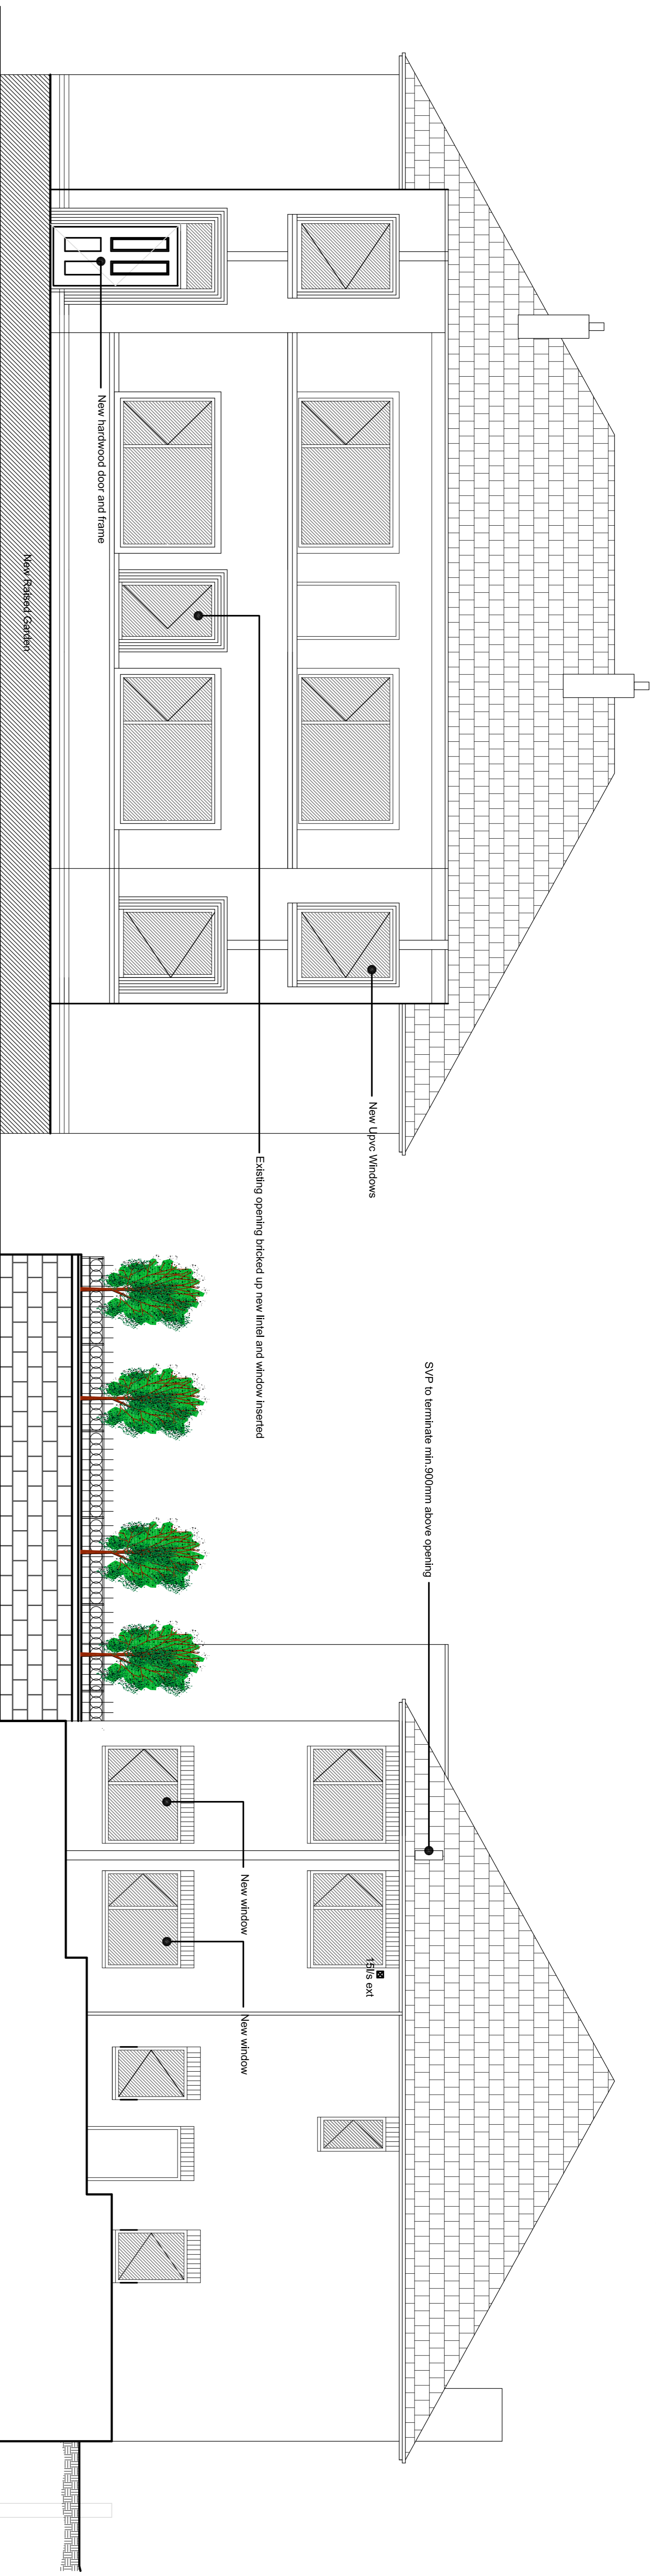 New hardwood door and frame
New Raised Garden
New Upvc Windows
Existing opening bricked up new lintel and window inserted
SVP to terminate min.900mm above opening
New window
New window
15l/s ext